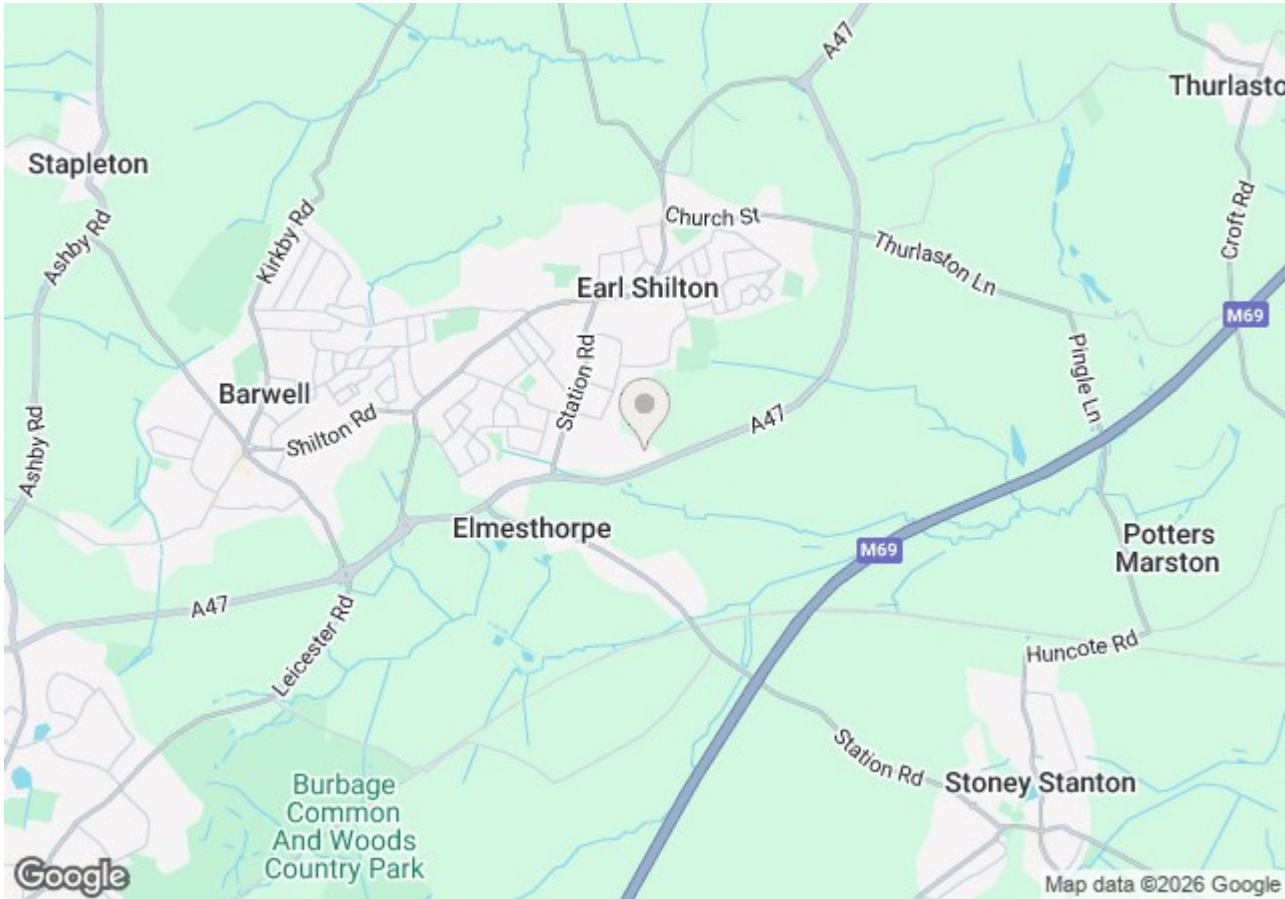 A47
Thurlasto
Stapleton
Ashby Rd
Kirkby Rd
Church St
Thurlaston Ln
Croft Rd
Earl Shilton
M69
Station Rd
Pingle Ln
Barwell
Shilton Rd
A47
Ashby Rd
Elmesthorpe
M69
Potters
Marston
A47
Leicester Rd
Huncote Rd
Station Rd
Stoney Stanton
Burbage
Common
And Woods
Country Park
Google
Map data ©2026 Google